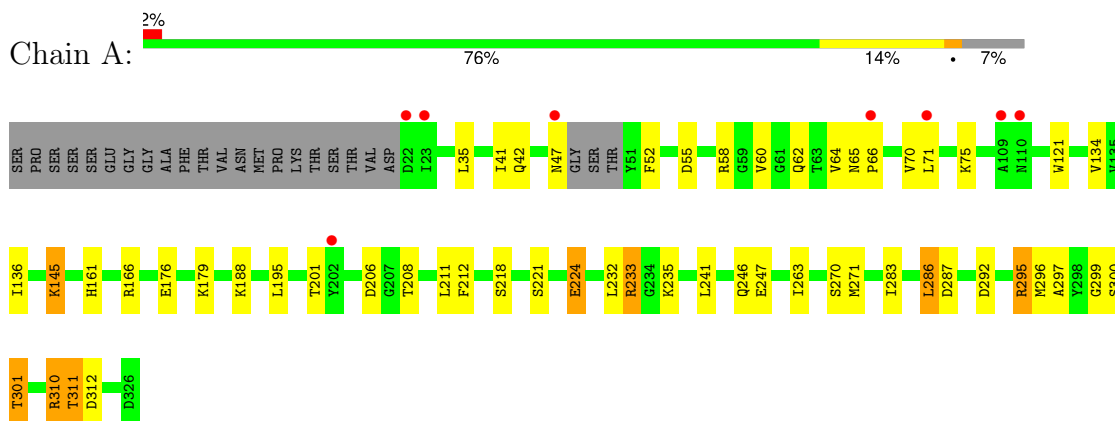 2%
Chain A:
76% 14% • 7%
SER PRO SER SER SER GLU GLY GLY ALA PHE THR VAL ASN MET PRO LYS THR SER THR VAL ASP D22 I23 L35 I41 Q42 N47 GLY SER THR Y51 F52 D55 R58 G59 V60 G61 Q62 T63 V64 N65 P66 V70 L71 K75 A109 N110 W121 V134
I136 K145 H161 R166 E176 K179 K188 L195 T201 Y202 D206 G207 T208 L211 F212 S218 S221 E224 L232 R233 G234 K235 L241 Q246 E247 I263 S270 M271 I283 L286 D287 D292 R295 M296 A297 Y298 G299 S300
T301 R310 T311 D312 D326